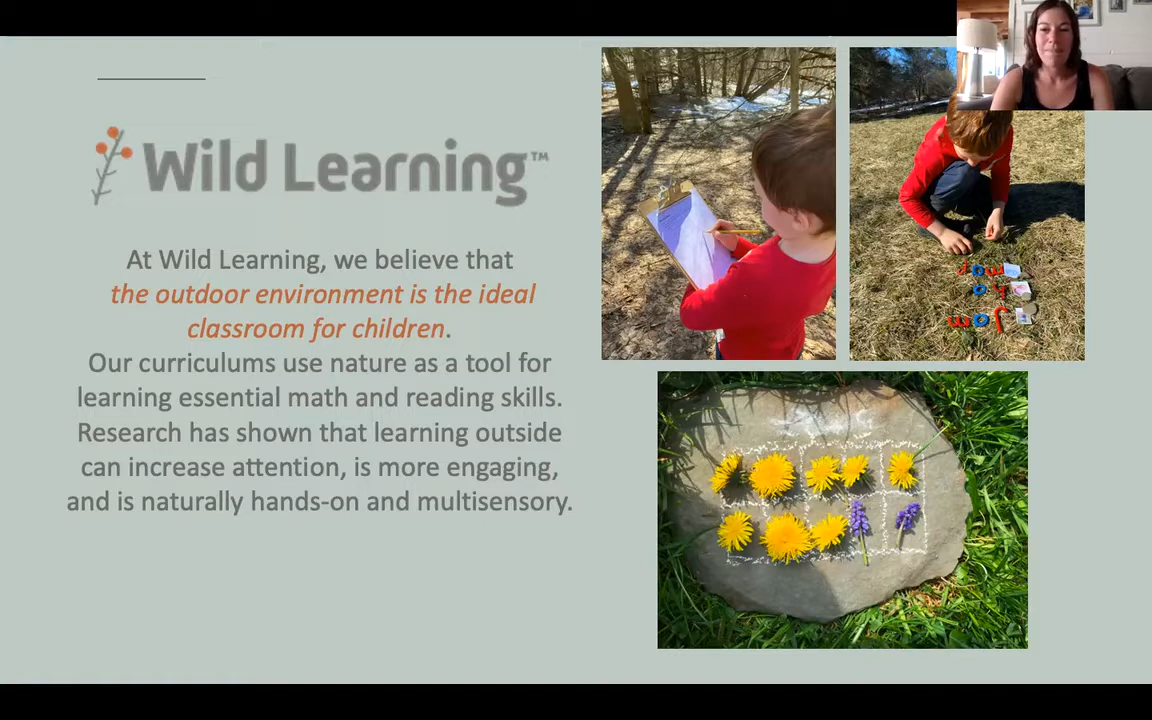 Wild Learning™
At Wild Learning, we believe that
the outdoor environment is the ideal
classroom for children.
Our curriculums use nature as a tool for
learning essential math and reading skills.
Research has shown that learning outside
can increase attention, is more engaging,
and is naturally hands-on and multisensory.